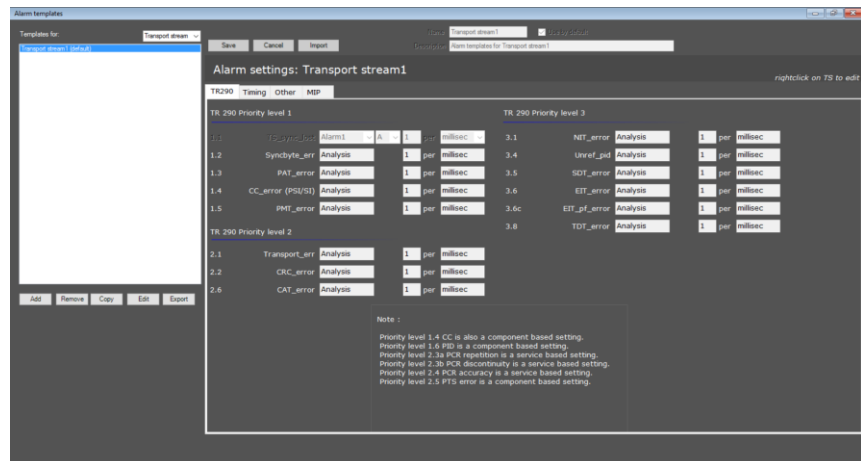 Alarm templates
Templates for:
Transport stream
Transport stream1 (default)
Add Remove Copy Edit Export
Save Cancel Import
Name Transport stream1 Use as default
Description Alarm templates for Transport stream1
Alarm settings: Transport stream1
rightclick on TS to edit
TR290 Timing Other MIP
TR 290 Priority level 1
1.1 TS_sync_lost Alarm1 A 1 per millisec
1.2 Syncbyte_err Analysis 1 per millisec
1.3 PAT_error Analysis 1 per millisec
1.4 CC_error (PSI/SI) Analysis 1 per millisec
1.5 PMT_error Analysis 1 per millisec
TR 290 Priority level 2
2.1 Transport_err Analysis 1 per millisec
2.2 CRC_error Analysis 1 per millisec
2.6 CAT_error Analysis 1 per millisec
TR 290 Priority level 3
3.1 NIT_error Analysis 1 per millisec
3.4 Unref_pid Analysis 1 per millisec
3.5 SDT_error Analysis 1 per millisec
3.6 EIT_error Analysis 1 per millisec
3.6c EIT_pf_error Analysis 1 per millisec
3.8 TDT_error Analysis 1 per millisec
Note :
Priority level 1.4 CC is also a component based setting.
Priority level 1.6 PID is a component based setting.
Priority level 2.3a PCR repetition is a service based setting.
Priority level 2.3b PCR discontinuity is a service based setting.
Priority level 2.4 PCR accuracy is a service based setting.
Priority level 2.5 PTS error is a component based setting.